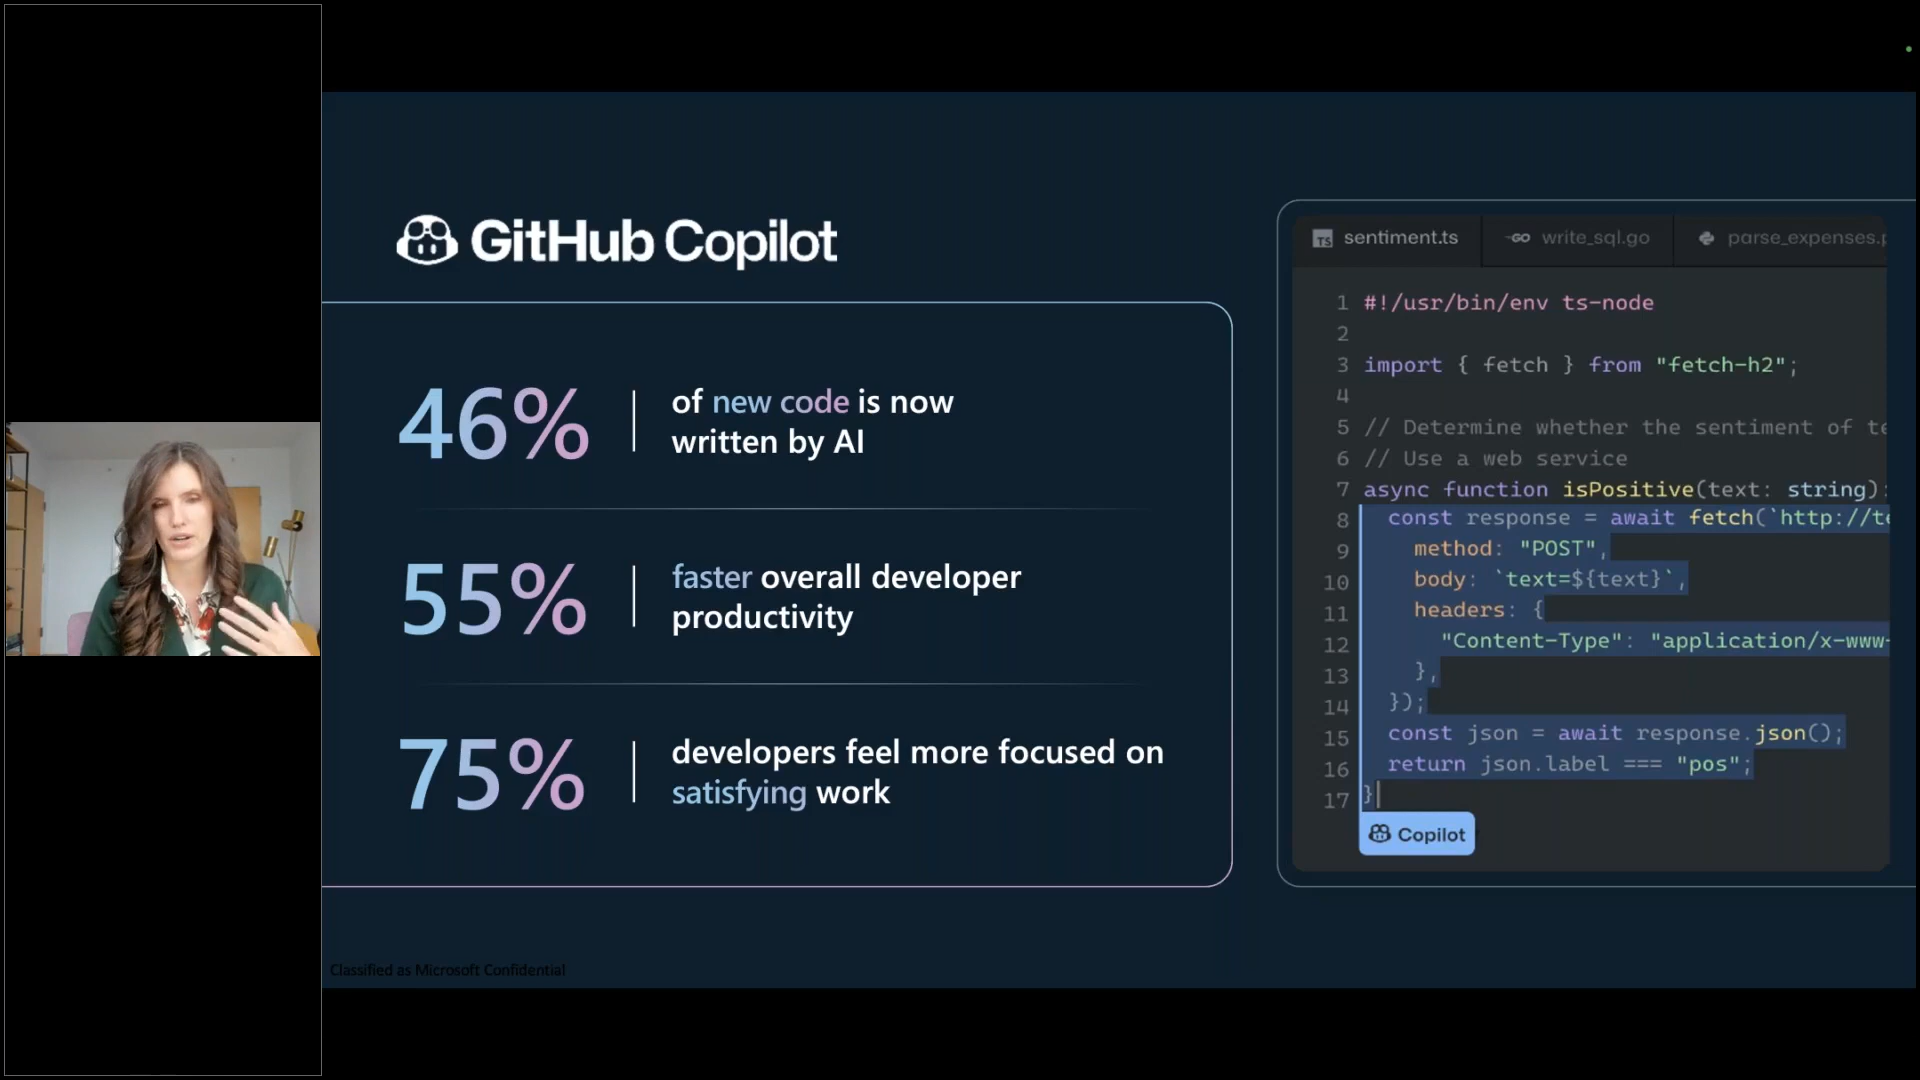 GitHub Copilot
46%
of new code is now
written by AI
55%
faster overall developer
productivity
75%
developers feel more focused on
satisfying work
Classified as Microsoft Confidential
TS sentiment.ts
GO write_sql.go
parse_expenses.p
1 #!/usr/bin/env ts-node
2
3 import { fetch } from "fetch-h2";
4
5 // Determine whether the sentiment of te
6 // Use a web service
7 async function isPositive(text: string):
8 const response = await fetch(`http://te
9 method: "POST",
10 body: `text=${text}`,
11 headers: {
12 "Content-Type": "application/x-www-
13 },
14 });
15 const json = await response.json();
16 return json.label === "pos";
17 }
Copilot